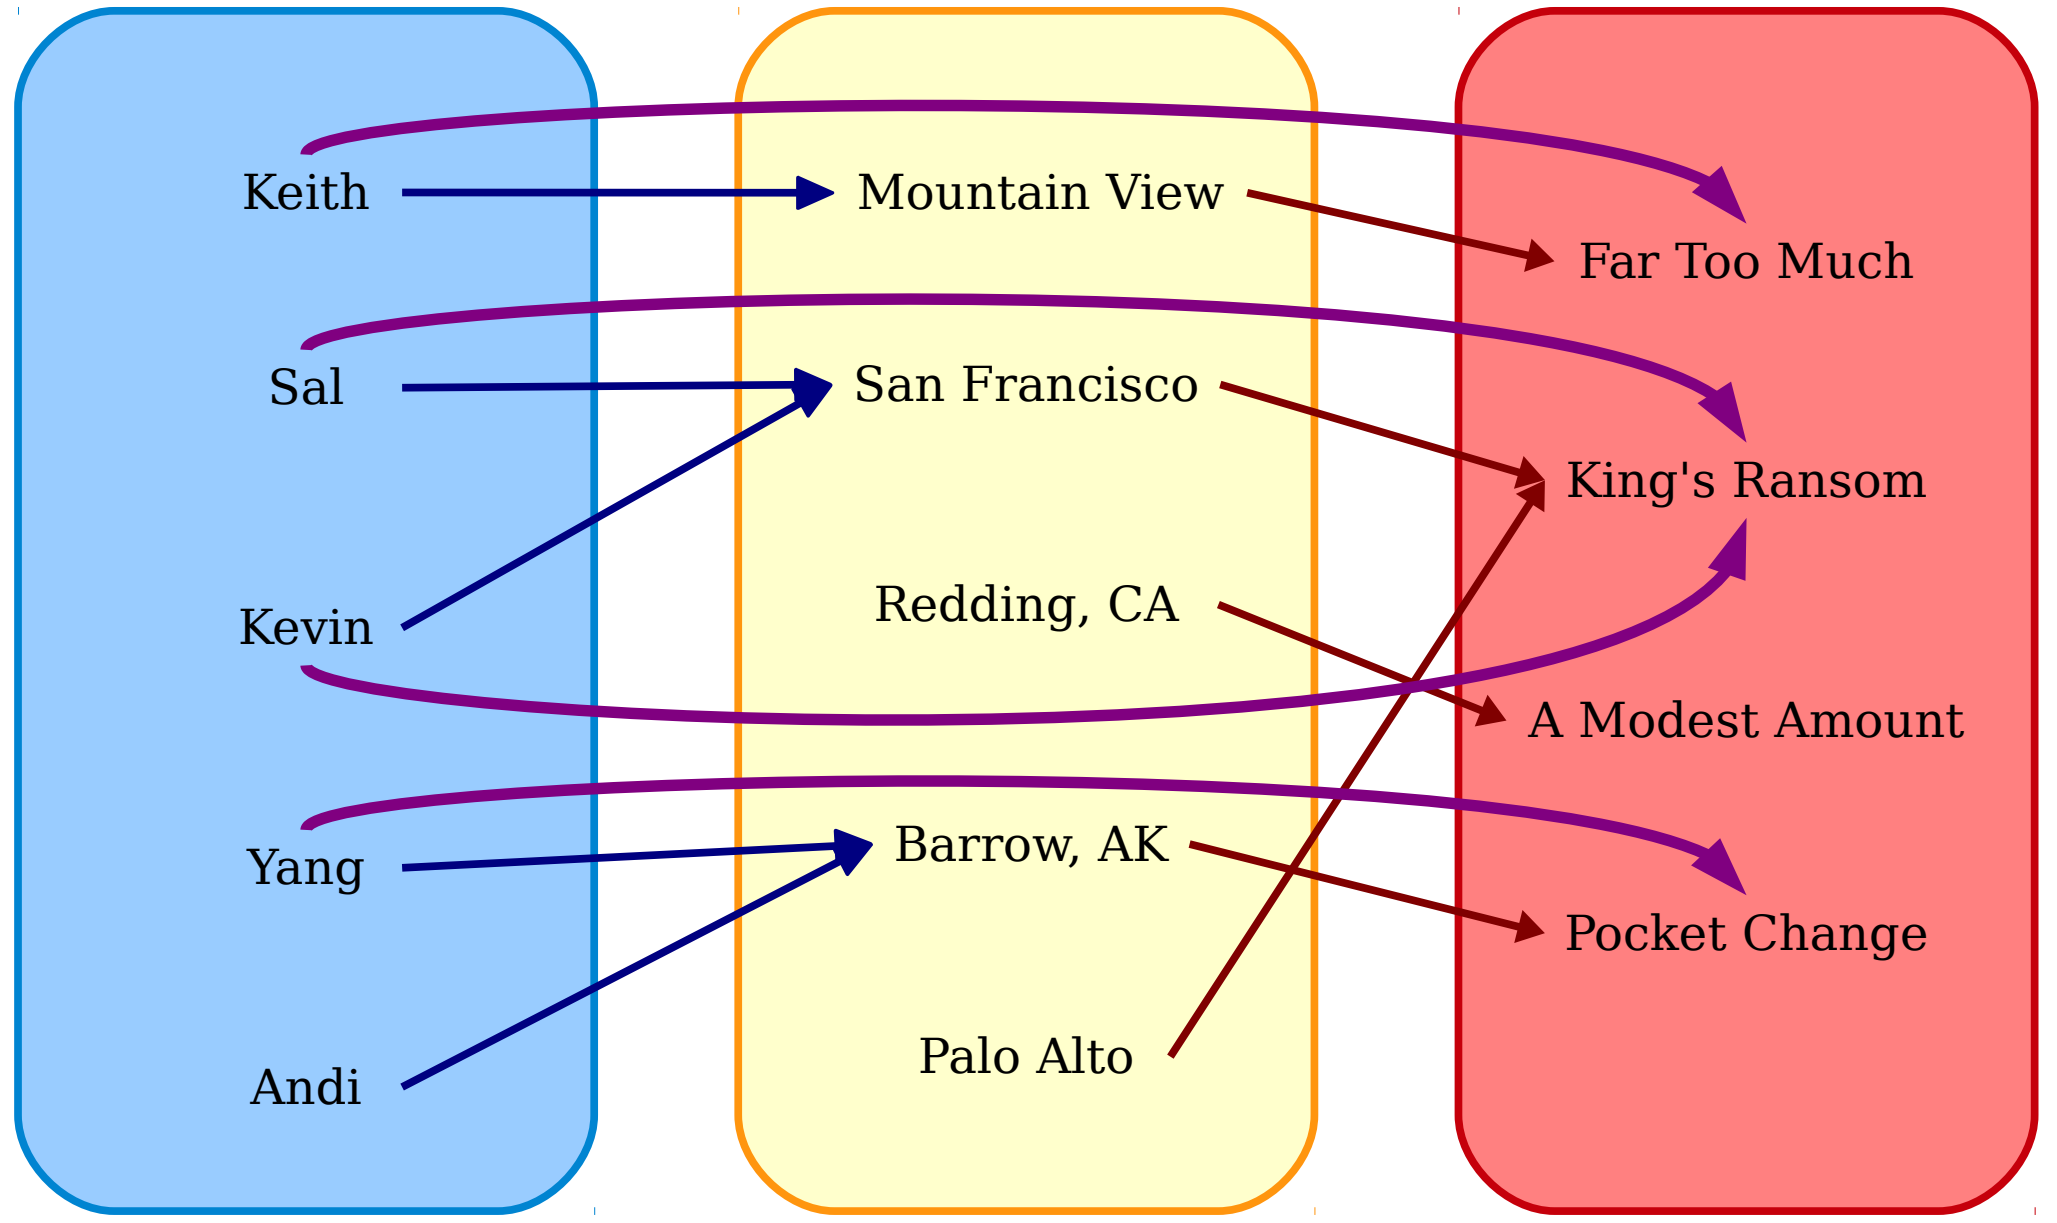 Keith
Sal
Kevin
Yang
Andi
Mountain View
San Francisco
Redding, CA
Barrow, AK
Palo Alto
Far Too Much
King's Ransom
A Modest Amount
Pocket Change